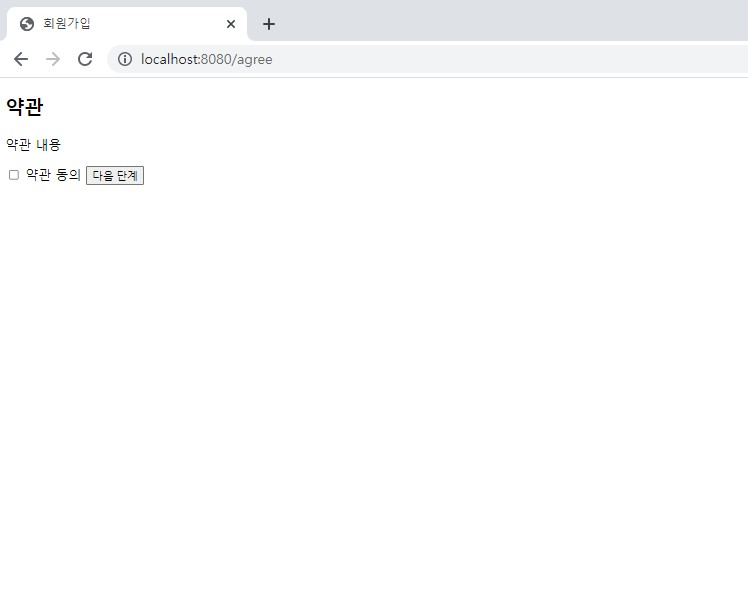 회원가입
localhost:8080/agree
약관
약관 내용
약관 동의 다음 단계